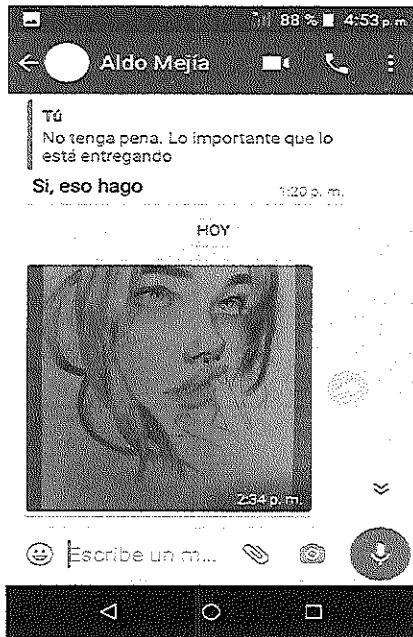 88 % 4:53 p. m.
Aldo Mejía
Tú
No tenga pena. Lo importante que lo
está entregando
Si, eso hago
1:20 p. m.
HOY
2:34 p. m.
Escribe un m...